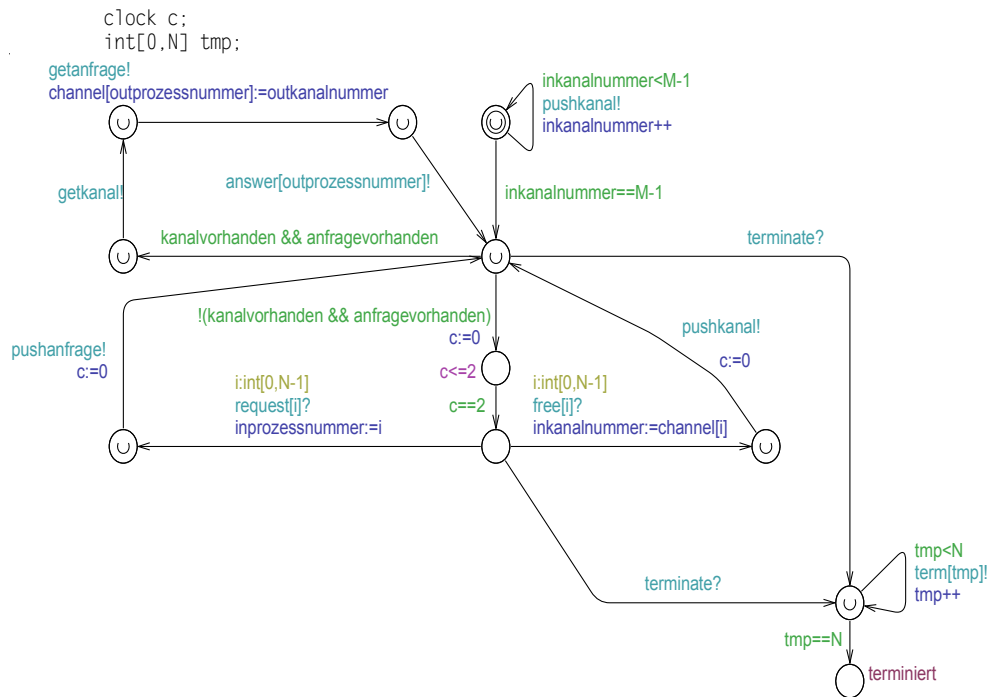 clock c;
int[0,N] tmp;
getanfrage!
channel[outprozessnummer]:=outkanalnummer
inkanalnummer<M-1
pushkanal!
inkanalnummer++
getkanal!
answer[outprozessnummer]!
inkanalnummer==M-1
kanalvorhanden && anfragevorhanden
terminate?
!(kanalvorhanden && anfragevorhanden)
c:=0
pushkanal!
c:=0
pushanfrage!
c:=0
c<=2
i:int[0,N-1]
request[i]?
inprozessnummer:=i
c==2
i:int[0,N-1]
free[i]?
inkanalnummer:=channel[i]
terminate?
tmp<N
term[tmp]!
tmp++
tmp==N
terminiert